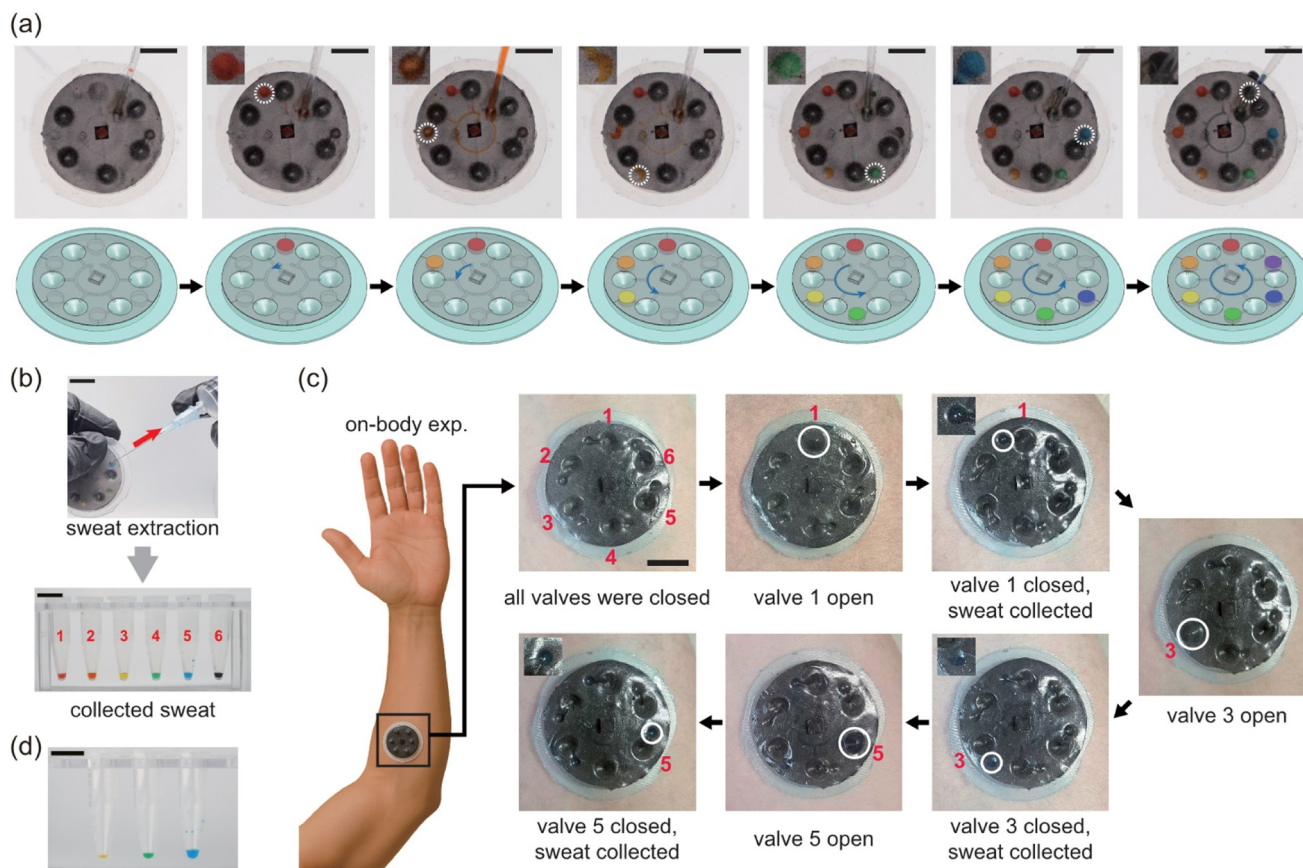 (a)
(b)
sweat extraction
1 2 3 4 5 6
collected sweat
(c)
on-body exp.
1
2
6
3
5
4
all valves were closed
1
valve 1 open
1
valve 1 closed,
sweat collected
3
valve 3 open
3
valve 3 closed,
sweat collected
5
valve 5 open
5
valve 5 closed,
sweat collected
(d)